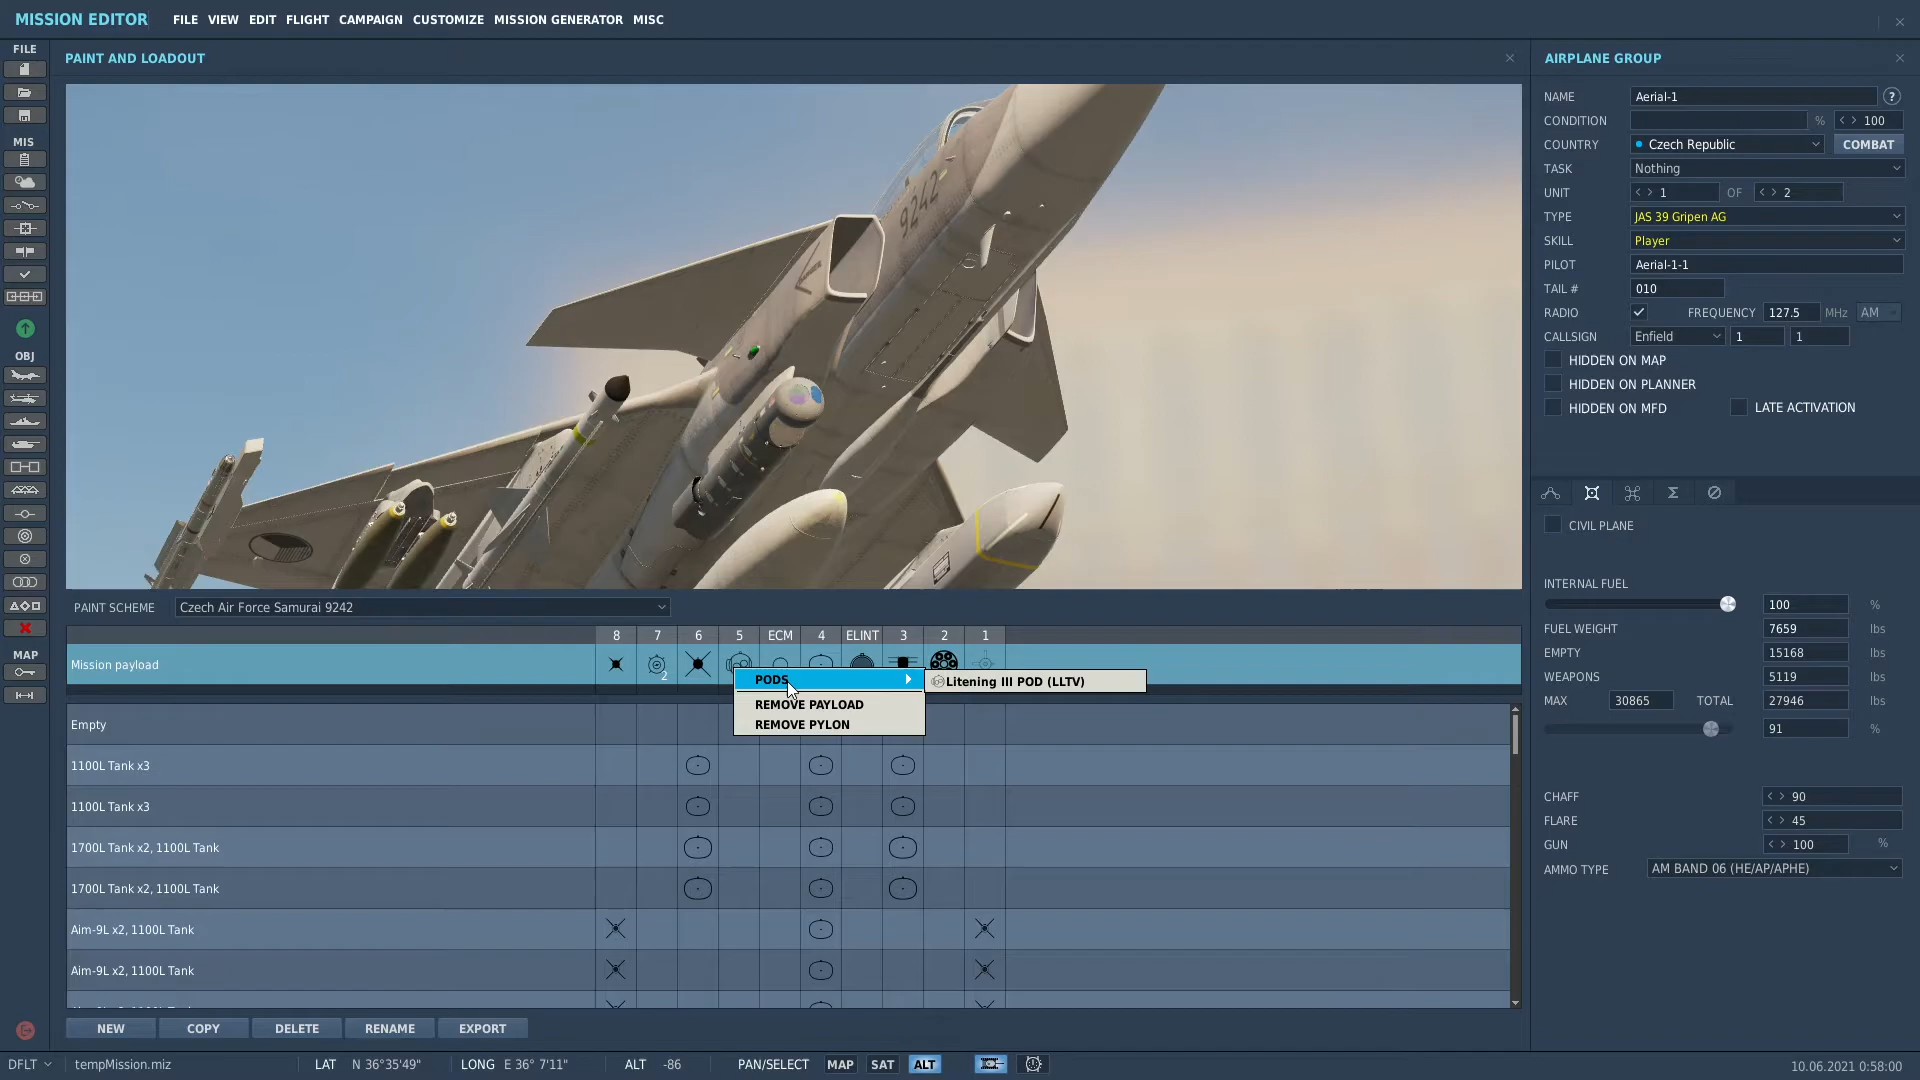 MISSION EDITOR
FILE VIEW EDIT FLIGHT CAMPAIGN CUSTOMIZE MISSION GENERATOR MISC
FILE
MIS
OBJ
MAP
PAINT AND LOADOUT
9242
PAINT SCHEME Czech Air Force Samurai 9242
8 7 6 5 ECM 4 ELINT 3 2 1
Mission payload
2
PODS
Litening III POD (LLTV)
REMOVE PAYLOAD
REMOVE PYLON
Empty
1100L Tank x3
1100L Tank x3
1700L Tank x2, 1100L Tank
1700L Tank x2, 1100L Tank
Aim-9L x2, 1100L Tank
Aim-9L x2, 1100L Tank
NEW COPY DELETE RENAME EXPORT
AIRPLANE GROUP
NAME Aerial-1 ?
CONDITION % < > 100
COUNTRY Czech Republic COMBAT
TASK Nothing
UNIT < > 1 OF < > 2
TYPE JAS 39 Gripen AG
SKILL Player
PILOT Aerial-1-1
TAIL # 010
RADIO FREQUENCY 127.5 MHz AM
CALLSIGN Enfield 1 1
HIDDEN ON MAP
HIDDEN ON PLANNER
HIDDEN ON MFD LATE ACTIVATION
CIVIL PLANE
INTERNAL FUEL
100 %
FUEL WEIGHT 7659 lbs
EMPTY 15168 lbs
WEAPONS 5119 lbs
MAX 30865 TOTAL 27946 lbs
91 %
CHAFF < > 90
FLARE < > 45
GUN < > 100 %
AMMO TYPE AM BAND 06 (HE/AP/APHE)
DFLT tempMission.miz LAT N 36°35'49" LONG E 36° 7'11" ALT -86 PAN/SELECT MAP SAT ALT 10.06.2021 0:58:00